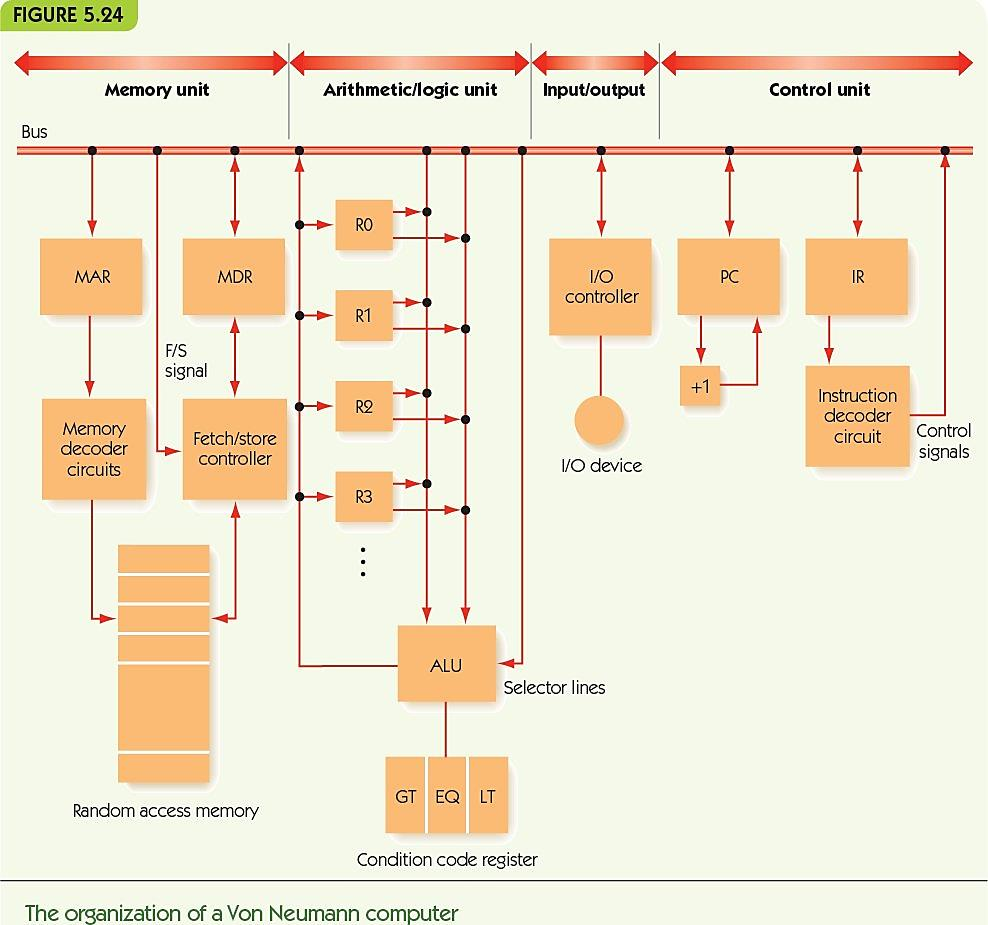 FIGURE 5.24
Memory unit
Arithmetic/logic unit
Input/output
Control unit
Bus
MAR
MDR
R0
I/O
controller
PC
IR
R1
F/S
signal
+1
Memory
decoder
circuits
Fetch/store
controller
R2
Instruction
decoder
circuit
Control
signals
I/O device
R3
ALU
Selector lines
GT
EQ
LT
Random access memory
Condition code register
The organization of a Von Neumann computer